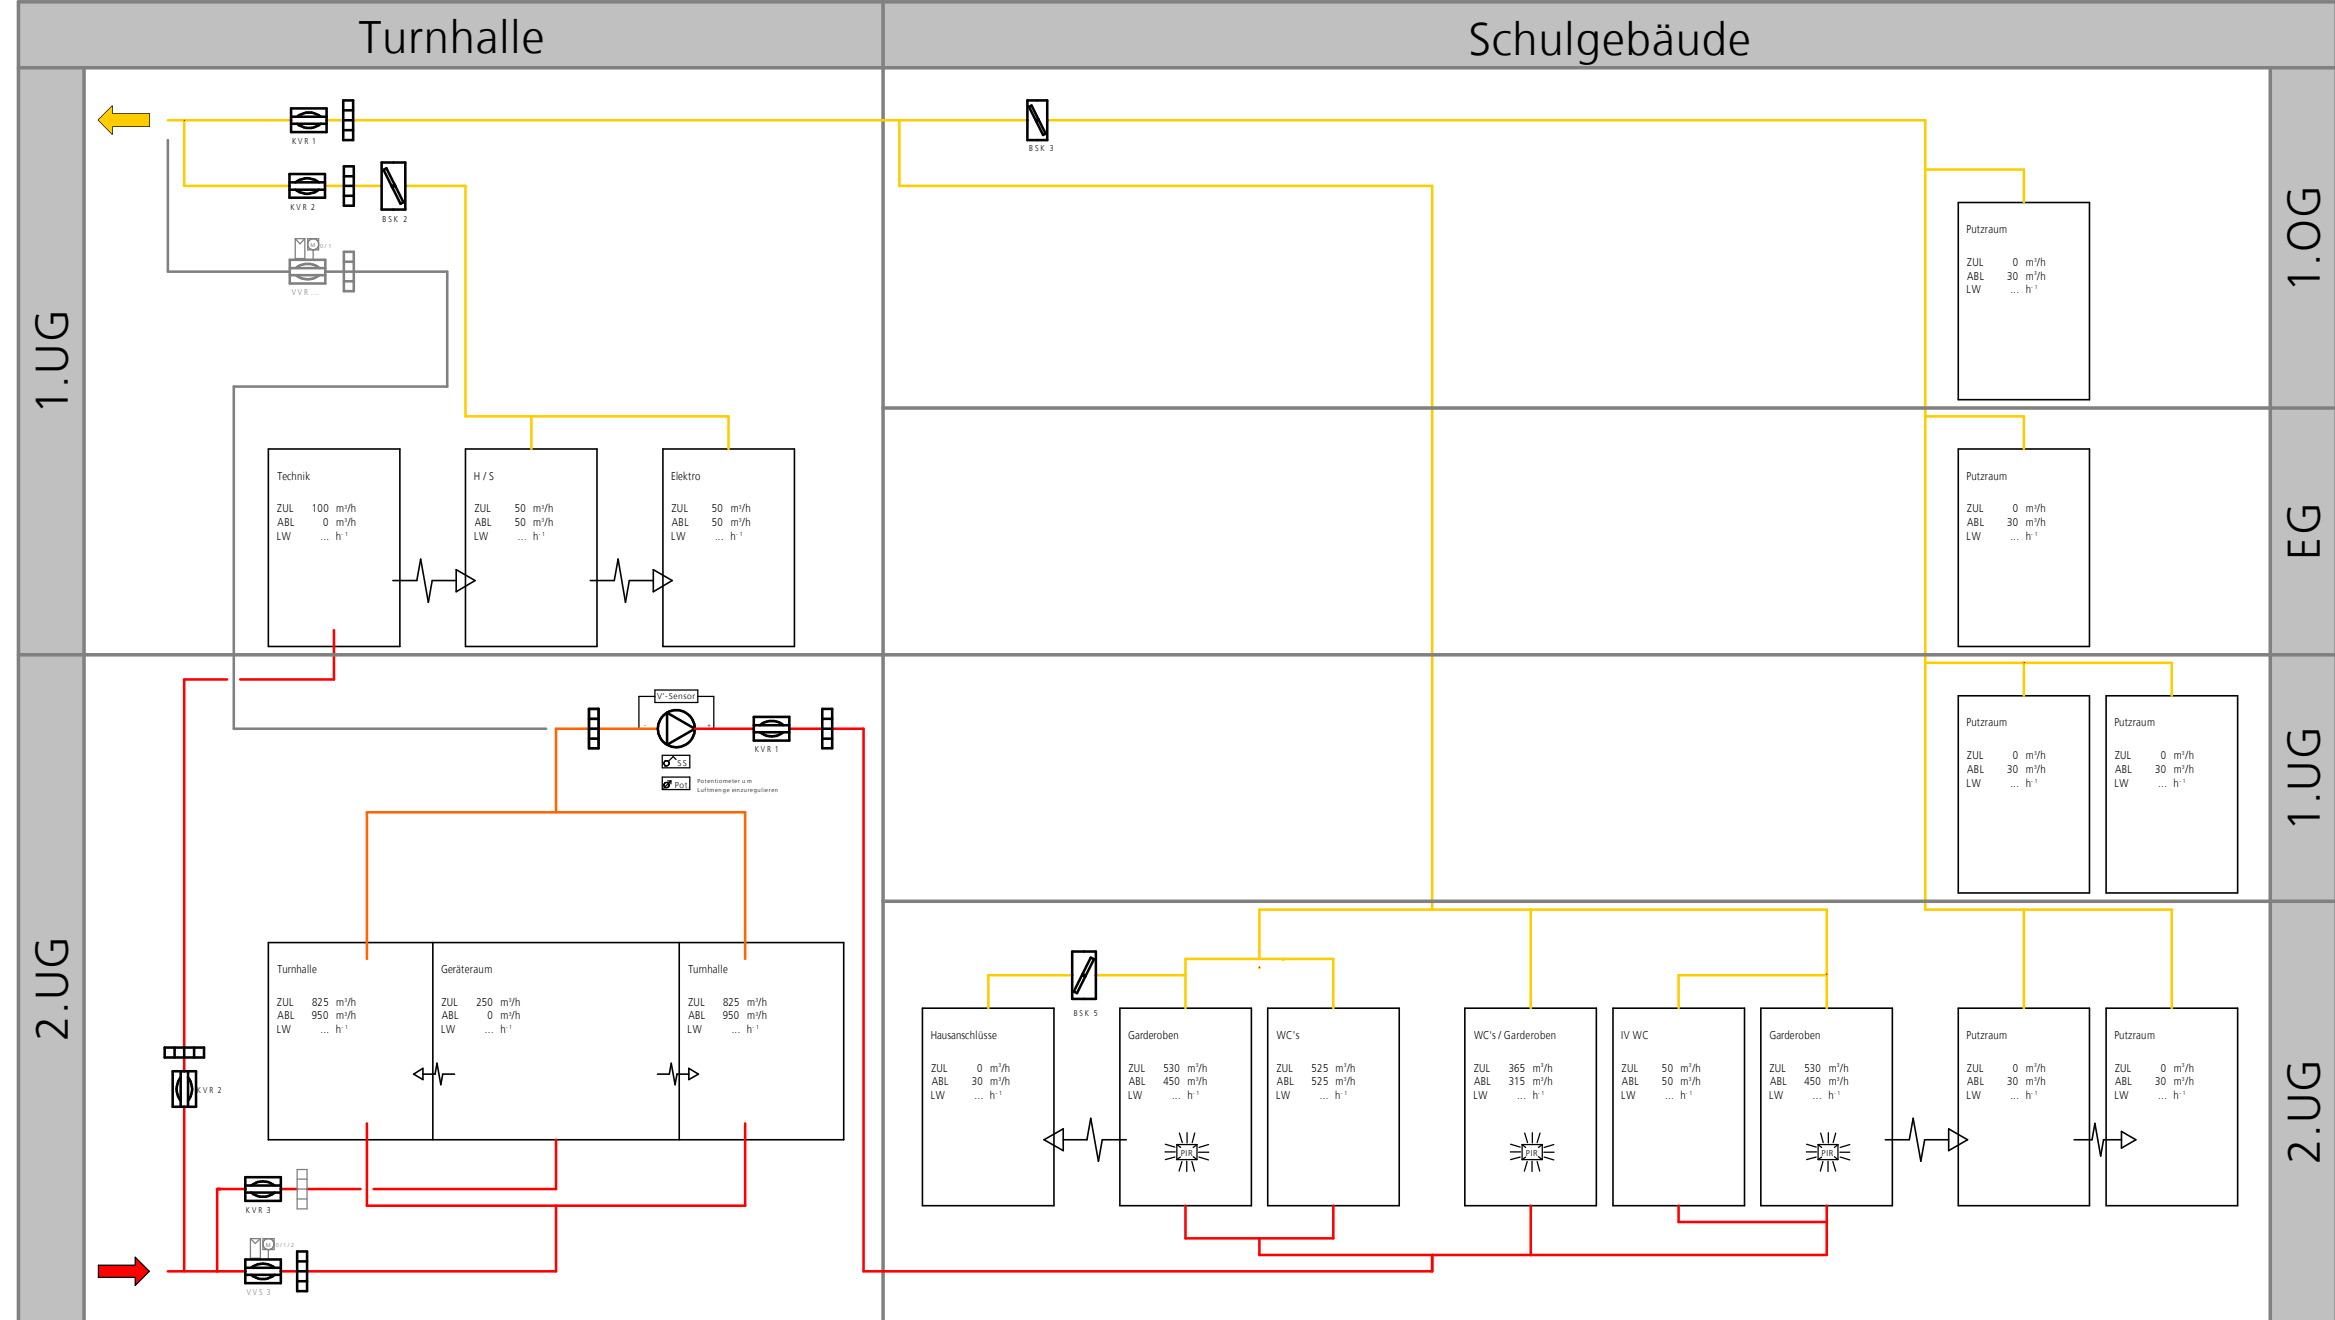 Turnhalle
Schulgebäude
1.UG
2.UG
1.OG
EG
1.UG
2.UG
KVR 1
BSK 3
KVR 2
BSK 2
M 0/1
VVR ...
Putzraum
ZUL 0 m³/h
ABL 30 m³/h
LW ... h⁻¹
Technik
ZUL 100 m³/h
ABL 0 m³/h
LW ... h⁻¹
H / S
ZUL 50 m³/h
ABL 50 m³/h
LW ... h⁻¹
Elektro
ZUL 50 m³/h
ABL 50 m³/h
LW ... h⁻¹
Putzraum
ZUL 0 m³/h
ABL 30 m³/h
LW ... h⁻¹
V'-Sensor
- +
KVR 1
SS
Pot
Potentiometer um
Luftmenge einzuregulieren
Putzraum
ZUL 0 m³/h
ABL 30 m³/h
LW ... h⁻¹
Putzraum
ZUL 0 m³/h
ABL 30 m³/h
LW ... h⁻¹
Turnhalle
ZUL 825 m³/h
ABL 950 m³/h
LW ... h⁻¹
Geräteraum
ZUL 250 m³/h
ABL 0 m³/h
LW ... h⁻¹
Turnhalle
ZUL 825 m³/h
ABL 950 m³/h
LW ... h⁻¹
KVR 2
KVR 3
M 0/1/2
VVS 3
BSK 5
Hausanschlüsse
ZUL 0 m³/h
ABL 30 m³/h
LW ... h⁻¹
Garderoben
ZUL 530 m³/h
ABL 450 m³/h
LW ... h⁻¹
PIR
WC's
ZUL 525 m³/h
ABL 525 m³/h
LW ... h⁻¹
WC's / Garderoben
ZUL 365 m³/h
ABL 315 m³/h
LW ... h⁻¹
PIR
IV WC
ZUL 50 m³/h
ABL 50 m³/h
LW ... h⁻¹
Garderoben
ZUL 530 m³/h
ABL 450 m³/h
LW ... h⁻¹
PIR
Putzraum
ZUL 0 m³/h
ABL 30 m³/h
LW ... h⁻¹
Putzraum
ZUL 0 m³/h
ABL 30 m³/h
LW ... h⁻¹